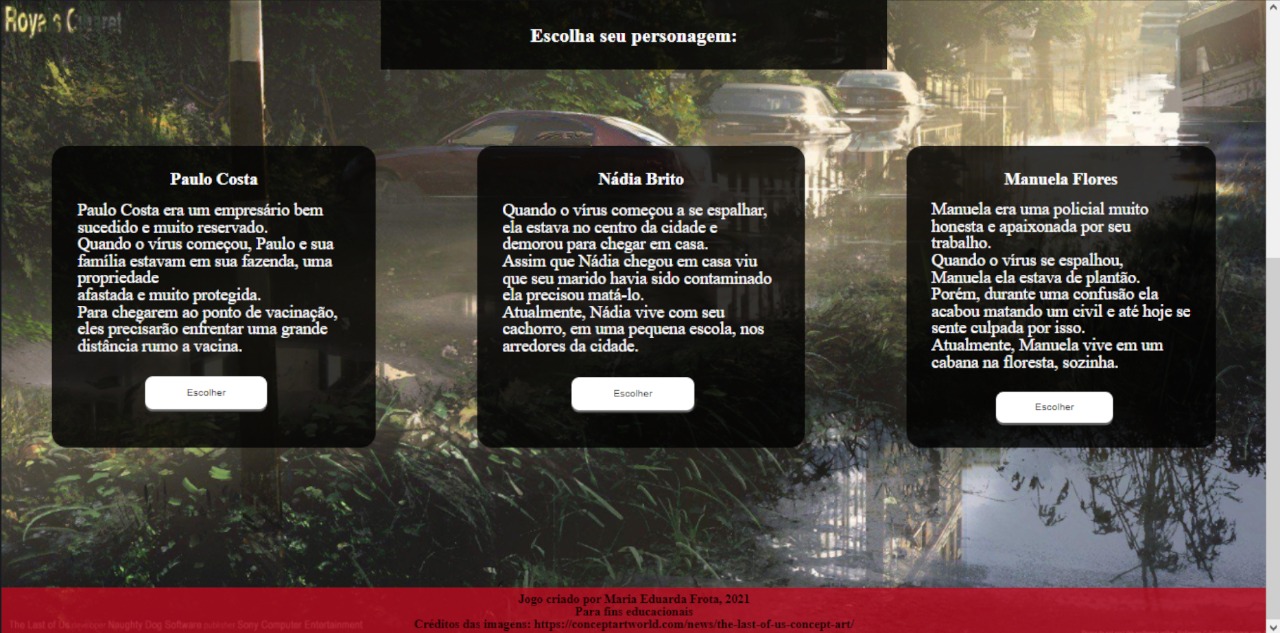 Escolha seu personagem:
Paulo Costa
Paulo Costa era um empresário bem
sucedido e muito reservado.
Quando o vírus começou, Paulo e sua
família estavam em sua fazenda, uma
propriedade
afastada e muito protegida.
Para chegarem ao ponto de vacinação,
eles precisarão enfrentar uma grande
distância rumo a vacina.
Escolher
Nádia Brito
Quando o vírus começou a se espalhar,
ela estava no centro da cidade e
demorou para chegar em casa.
Assim que Nádia chegou em casa viu
que seu marido havia sido contaminado
ela precisou matá-lo.
Atualmente, Nádia vive com seu
cachorro, em uma pequena escola, nos
arredores da cidade.
Escolher
Manuela Flores
Manuela era uma policial muito
honesta e apaixonada por seu
trabalho.
Quando o vírus se espalhou,
Manuela ela estava de plantão.
Porém, durante uma confusão ela
acabou matando um civil e até hoje se
sente culpada por isso.
Atualmente, Manuela vive em um
cabana na floresta, sozinha.
Escolher
Jogo criado por Maria Eduarda Frota, 2021
Para fins educacionais
Créditos das imagens: https://conceptartworld.com/news/the-last-of-us-concept-art/
The Last of Us developer Naughty Dog Software publisher Sony Computer Entertainment